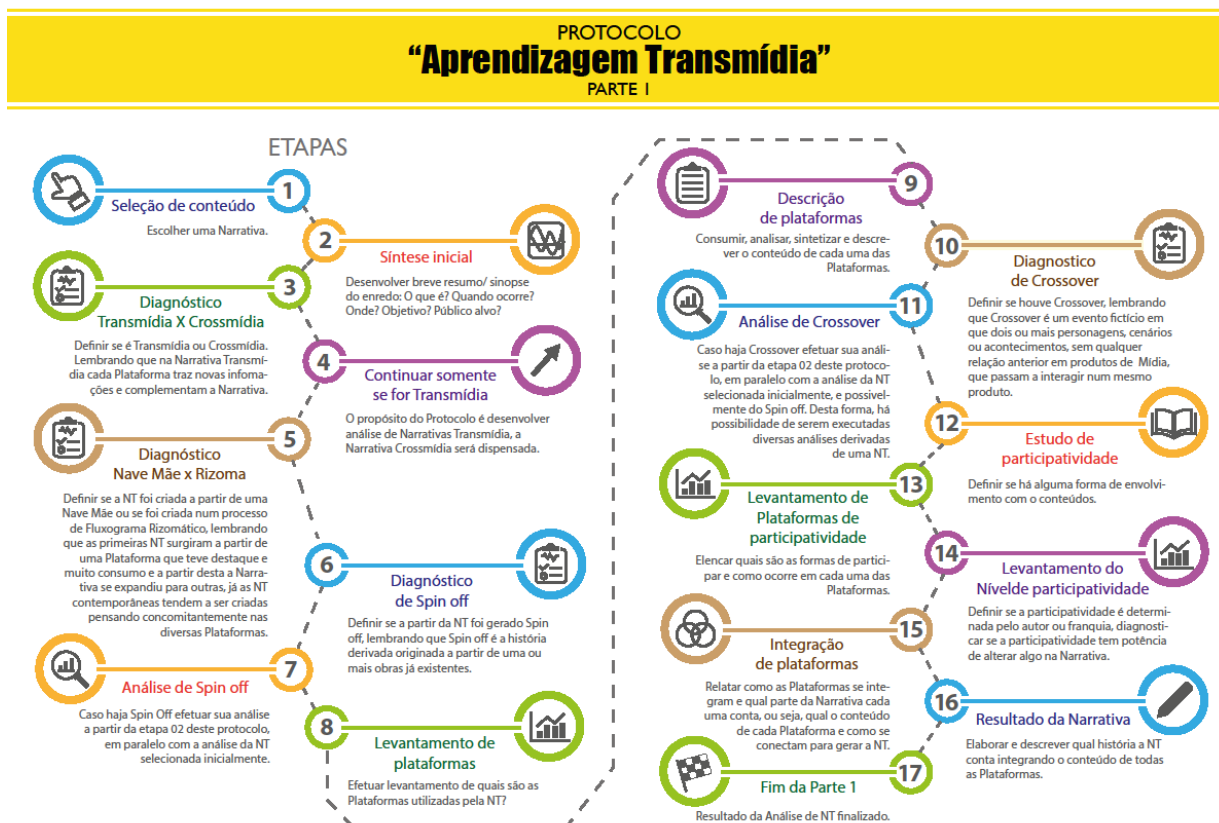 PROTOCOLO
“Aprendizagem Transmídia”
PARTE I
ETAPAS
1
Seleção de conteúdo
Escolher uma Narrativa.
2
Síntese inicial
Desenvolver breve resumo/ sinopse
do enredo: O que é? Quando ocorre?
Onde? Objetivo? Público alvo?
3
Diagnóstico
Transmídia X Crossmídia
Definir se é Transmídia ou Crossmídia.
Lembrando que na Narrativa Transmí-
dia cada Plataforma traz novas infoma-
ções e complementam a Narrativa.
4
Continuar somente
se for Transmídia
O propósito do Protocolo é desenvolver
análise de Narrativas Transmídia, a
Narrativa Crossmídia será dispensada.
5
Diagnóstico
Nave Mãe x Rizoma
Definir se a NT foi criada a partir de uma
Nave Mãe ou se foi criada num processo
de Fluxograma Rizomático, lembrando
que as primeiras NT surgiram a partir de
uma Plataforma que teve destaque e
muito consumo e a partir desta a Narra-
tiva se expandiu para outras, já as NT
contemporâneas tendem a ser criadas
pensando concomitantemente nas
diversas Plataformas.
6
Diagnóstico
de Spin off
Definir se a partir da NT foi gerado Spin
off, lembrando que Spin off é a história
derivada originada a partir de uma ou
mais obras já existentes.
7
Análise de Spin off
Caso haja Spin Off efetuar sua análise
a partir da etapa 02 deste protocolo,
em paralelo com a análise da NT
selecionada inicialmente.
8
Levantamento de
plataformas
Efetuar levantamento de quais são as
Plataformas utilizadas pela NT?
9
Descrição
de plataformas
Consumir, analisar, sintetizar e descre-
ver o conteúdo de cada uma das
Plataformas.
10
Diagnostico
de Crossover
Definir se houve Crossover, lembrando
que Crossover é um evento fictício em
que dois ou mais personagens, cenários
ou acontecimentos, sem qualquer
relação anterior em produtos de Mídia,
que passam a interagir num mesmo
produto.
11
Análise de Crossover
Caso haja Crossover efetuar sua análi-
se a partir da etapa 02 deste protoco-
lo, em paralelo com a análise da NT
selecionada inicialmente, e possivel-
mente do Spin off. Desta forma, há
possibilidade de serem executadas
diversas análises derivadas
de uma NT.
12
Estudo de
participatividade
Definir se há alguma forma de envolvi-
mento com o conteúdos.
13
Levantamento de
Plataformas de
participatividade
Elencar quais são as formas de partici-
par e como ocorre em cada uma das
Plataformas.
14
Levantamento do
Nívelde participatividade
Definir se a participatividade é determi-
nada pelo autor ou franquia, diagnosti-
car se a participatividade tem potência
de alterar algo na Narrativa.
15
Integração
de plataformas
Relatar como as Plataformas se inte-
gram e qual parte da Narrativa cada
uma conta, ou seja, qual o conteúdo
de cada Plataforma e como se
conectam para gerar a NT.
16
Resultado da Narrativa
Elaborar e descrever qual história a NT
conta integrando o conteúdo de todas
as Plataformas.
17
Fim da Parte 1
Resultado da Análise de NT finalizado.